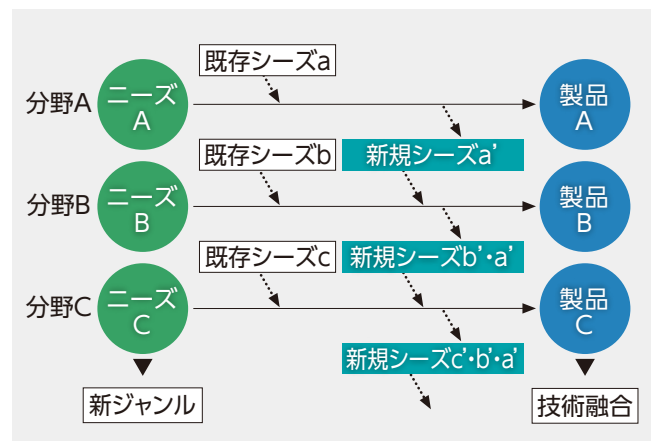 既存シーズa
分野A
ニーズ
A
製品
A
既存シーズb
新規シーズa’
分野B
ニーズ
B
製品
B
既存シーズc
新規シーズb’・a’
分野C
ニーズ
C
製品
C
新規シーズc’・b’・a’
新ジャンル
技術融合